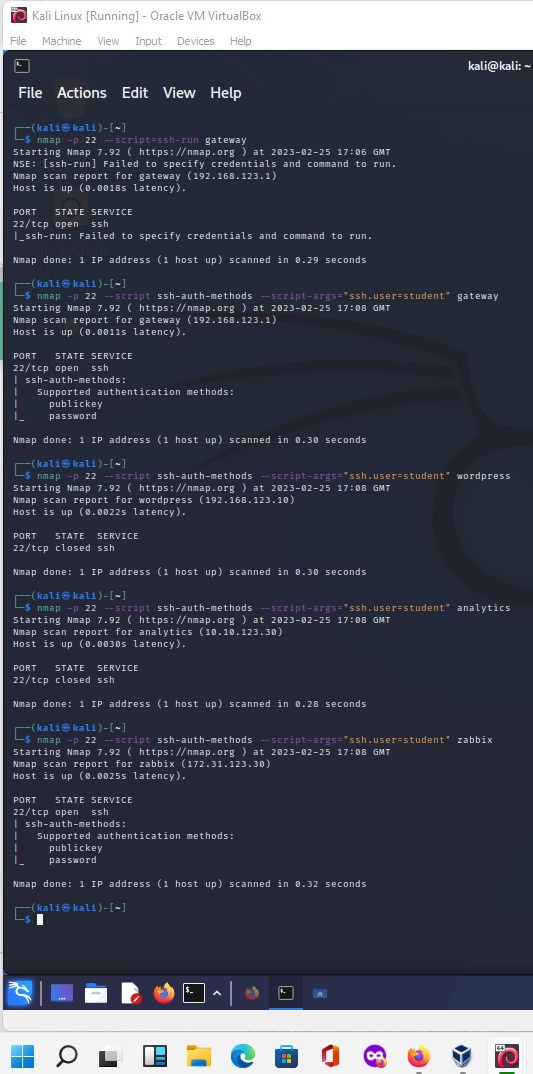 Kali Linux [Running] - Oracle VM VirtualBox
File Machine View Input Devices Help
kali@kali: ~
File Actions Edit View Help
┌──(kali㉿kali)-[~]
└─$ nmap -p 22 --script=ssh-run gateway
Starting Nmap 7.92 ( https://nmap.org ) at 2023-02-25 17:06 GMT
NSE: [ssh-run] Failed to specify credentials and command to run.
Nmap scan report for gateway (192.168.123.1)
Host is up (0.0018s latency).
PORT   STATE SERVICE
22/tcp open  ssh
|_ssh-run: Failed to specify credentials and command to run.
Nmap done: 1 IP address (1 host up) scanned in 0.29 seconds
┌──(kali㉿kali)-[~]
└─$ nmap -p 22 --script ssh-auth-methods --script-args="ssh.user=student" gateway
Starting Nmap 7.92 ( https://nmap.org ) at 2023-02-25 17:08 GMT
Nmap scan report for gateway (192.168.123.1)
Host is up (0.0011s latency).
PORT   STATE SERVICE
22/tcp open  ssh
| ssh-auth-methods:
|   Supported authentication methods:
|     publickey
|_    password
Nmap done: 1 IP address (1 host up) scanned in 0.30 seconds
┌──(kali㉿kali)-[~]
└─$ nmap -p 22 --script ssh-auth-methods --script-args="ssh.user=student" wordpress
Starting Nmap 7.92 ( https://nmap.org ) at 2023-02-25 17:08 GMT
Nmap scan report for wordpress (192.168.123.10)
Host is up (0.0022s latency).
PORT   STATE  SERVICE
22/tcp closed ssh
Nmap done: 1 IP address (1 host up) scanned in 0.30 seconds
┌──(kali㉿kali)-[~]
└─$ nmap -p 22 --script ssh-auth-methods --script-args="ssh.user=student" analytics
Starting Nmap 7.92 ( https://nmap.org ) at 2023-02-25 17:08 GMT
Nmap scan report for analytics (10.10.123.30)
Host is up (0.0030s latency).
PORT   STATE  SERVICE
22/tcp closed ssh
Nmap done: 1 IP address (1 host up) scanned in 0.28 seconds
┌──(kali㉿kali)-[~]
└─$ nmap -p 22 --script ssh-auth-methods --script-args="ssh.user=student" zabbix
Starting Nmap 7.92 ( https://nmap.org ) at 2023-02-25 17:08 GMT
Nmap scan report for zabbix (172.31.123.30)
Host is up (0.0025s latency).
PORT   STATE SERVICE
22/tcp open  ssh
| ssh-auth-methods:
|   Supported authentication methods:
|     publickey
|_    password
Nmap done: 1 IP address (1 host up) scanned in 0.32 seconds
┌──(kali㉿kali)-[~]
└─$